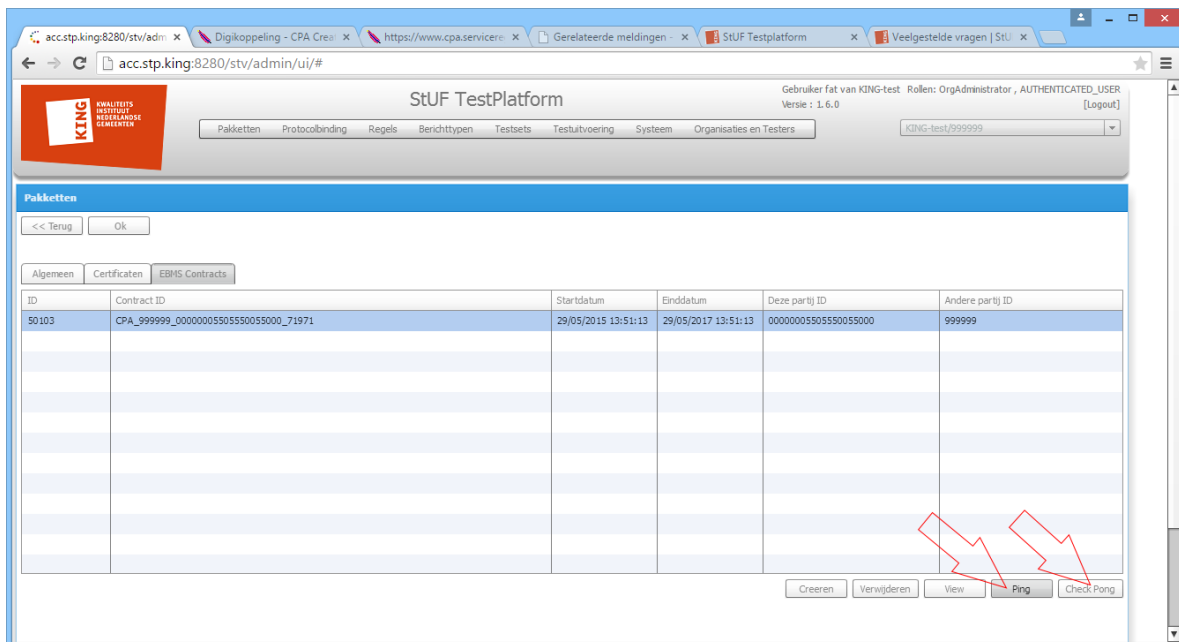 acc.stp.king:8280/stv/adm
Digikoppeling - CPA Crea
https://www.cpa.servicere
Gerelateerde meldingen -
StUF Testplatform
Veelgestelde vragen | StU
acc.stp.king:8280/stv/admin/ui/#
KING
KWALITEITS
INSTITUUT
NEDERLANDSE
GEMEENTEN
StUF TestPlatform
Gebruiker fat van KING-test Rollen: OrgAdministrator , AUTHENTICATED_USER
Versie : 1.6.0
[Logout]
Pakketten Protocolbinding Regels Berichttypen Testsets Testuitvoering Systeem Organisaties en Testers
KING-test/999999
Pakketten
<< Terug Ok
Algemeen Certificaten EBMS Contracts
ID Contract ID Startdatum Einddatum Deze partij ID Andere partij ID
50103 CPA_999999_00000005505550055000_71971 29/05/2015 13:51:13 29/05/2017 13:51:13 00000005505550055000 999999
Creeren Verwijderen View Ping Check Pong